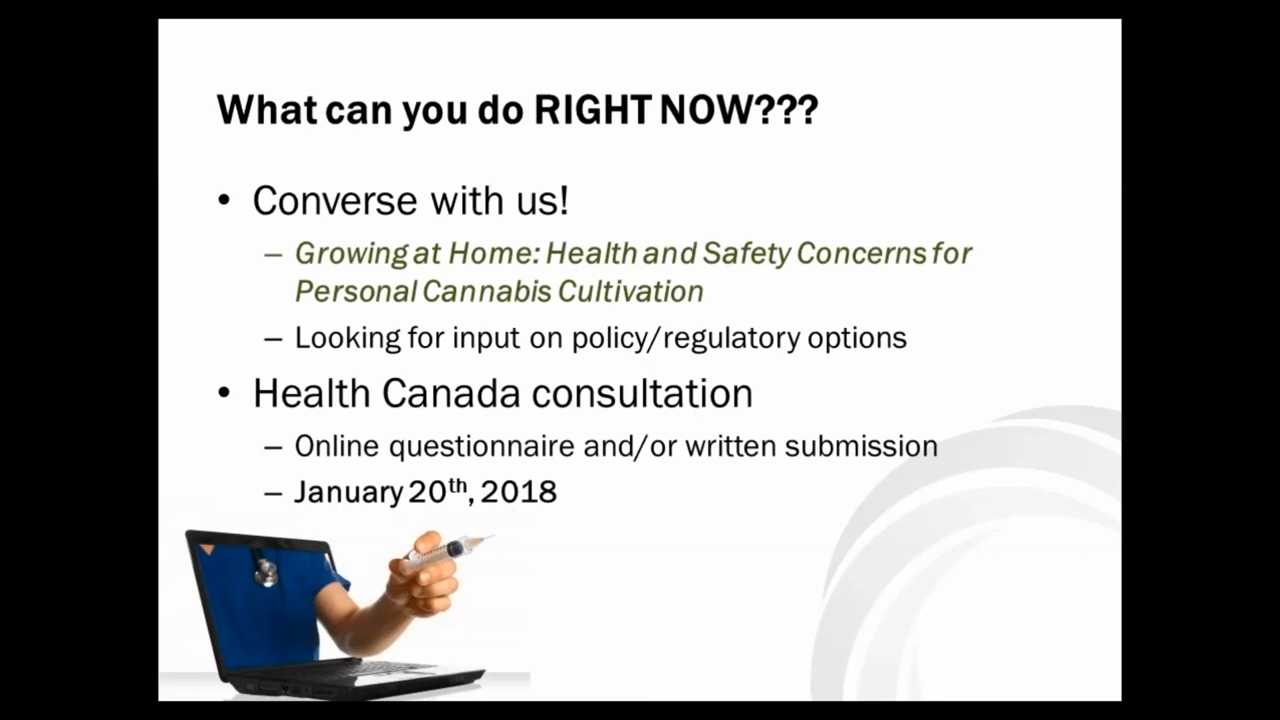 What can you do RIGHT NOW???
• Converse with us!
– Growing at Home: Health and Safety Concerns for
Personal Cannabis Cultivation
– Looking for input on policy/regulatory options
• Health Canada consultation
– Online questionnaire and/or written submission
– January 20th, 2018